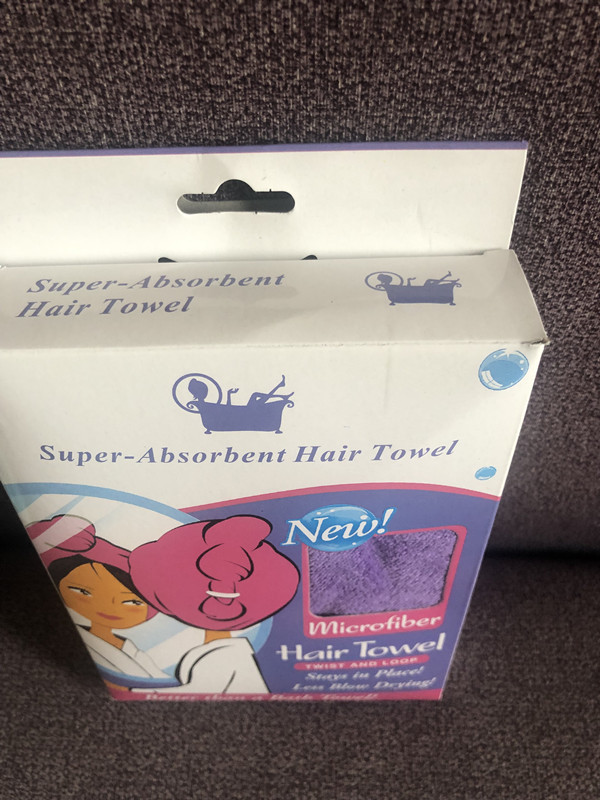 Super-Absorbent
Hair Towel
Super-Absorbent Hair Towel
New!
Microfiber
Hair Towel
TWIST AND LOOP
Stays in Place!
Less Blow Drying!
Better than a Bath Towel!